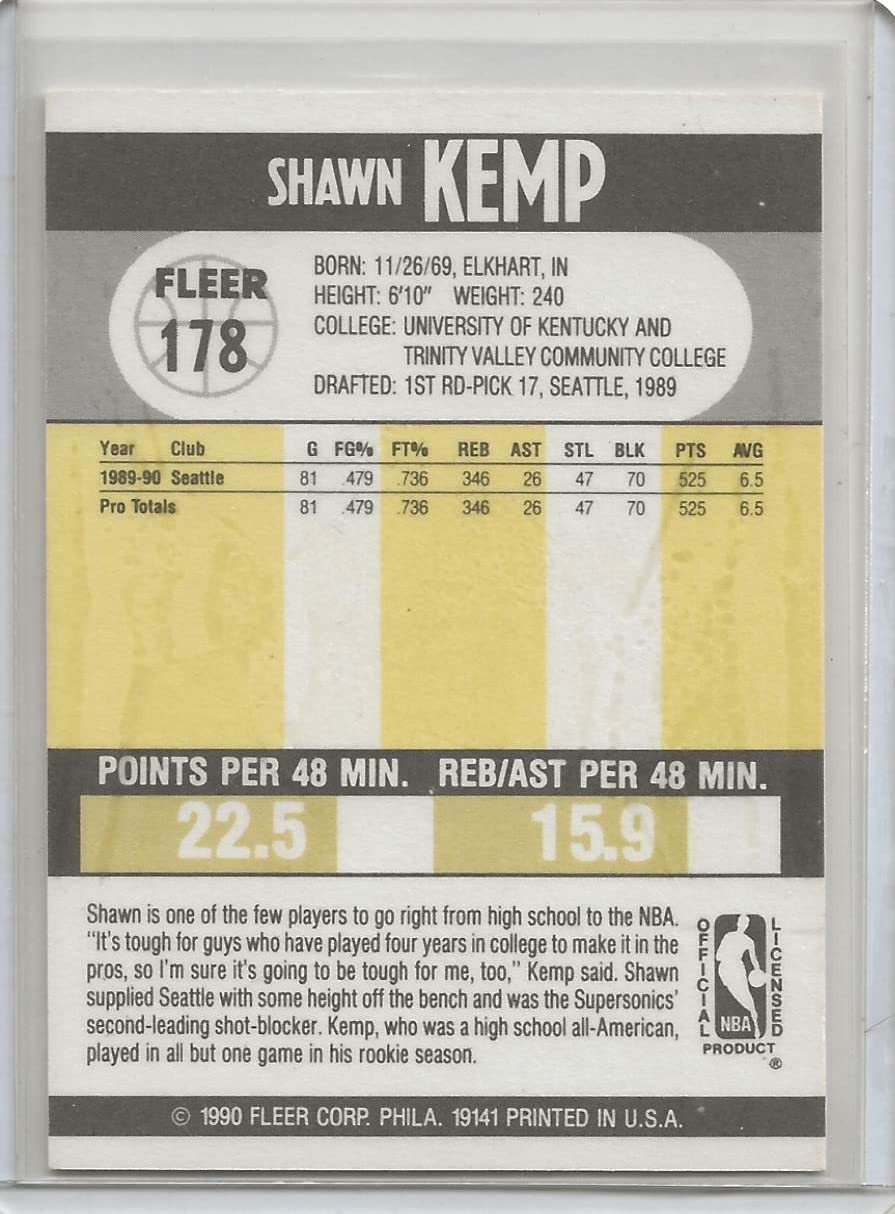 SHAWN KEMP
FLEER
178
BORN: 11/26/69, ELKHART, IN
HEIGHT: 6'10" WEIGHT: 240
COLLEGE: UNIVERSITY OF KENTUCKY AND
TRINITY VALLEY COMMUNITY COLLEGE
DRAFTED: 1ST RD-PICK 17, SEATTLE, 1989
Year Club G FG% FT% REB AST STL BLK PTS AVG
1989-90 Seattle 81 .479 .736 346 26 47 70 525 6.5
Pro Totals 81 .479 .736 346 26 47 70 525 6.5
POINTS PER 48 MIN. REB/AST PER 48 MIN.
22.5 15.9
Shawn is one of the few players to go right from high school to the NBA.
"It's tough for guys who have played four years in college to make it in the
pros, so I'm sure it's going to be tough for me, too," Kemp said. Shawn
supplied Seattle with some height off the bench and was the Supersonics'
second-leading shot-blocker. Kemp, who was a high school all-American,
played in all but one game in his rookie season.
OFFICIAL
LICENSED
NBA
PRODUCT
®
© 1990 FLEER CORP. PHILA. 19141 PRINTED IN U.S.A.